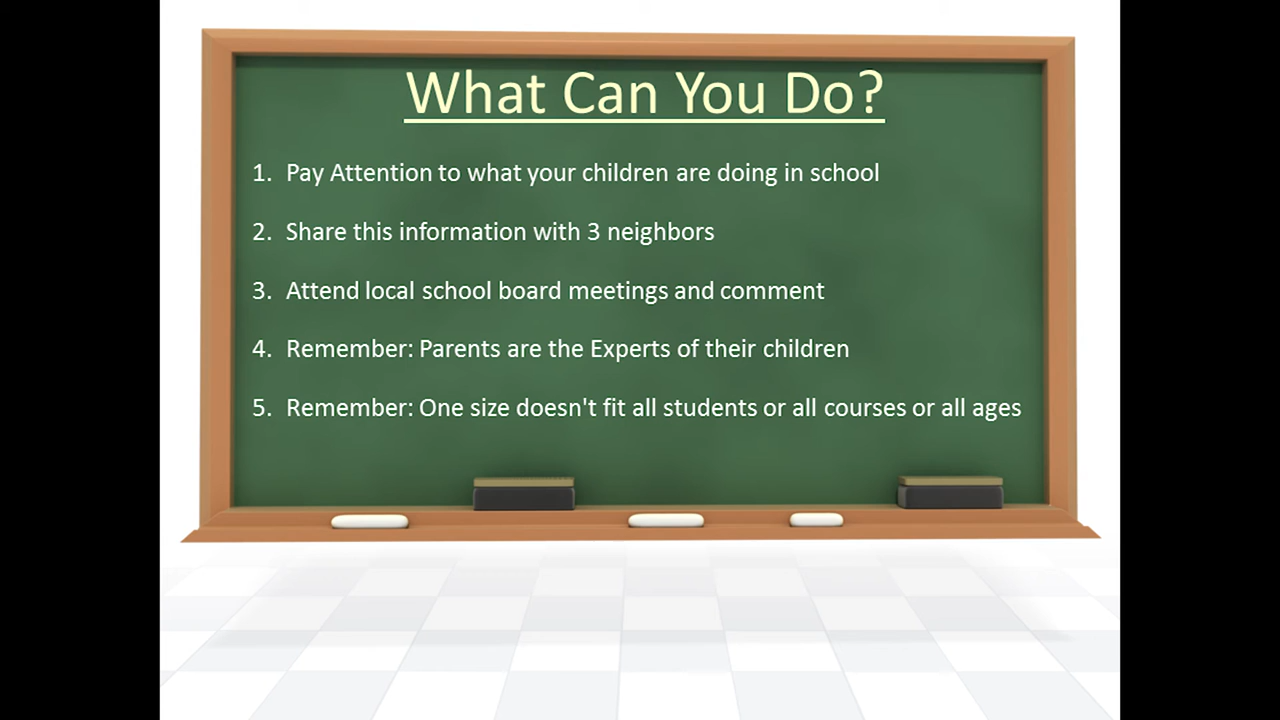 What Can You Do?
1. Pay Attention to what your children are doing in school
2. Share this information with 3 neighbors
3. Attend local school board meetings and comment
4. Remember: Parents are the Experts of their children
5. Remember: One size doesn't fit all students or all courses or all ages